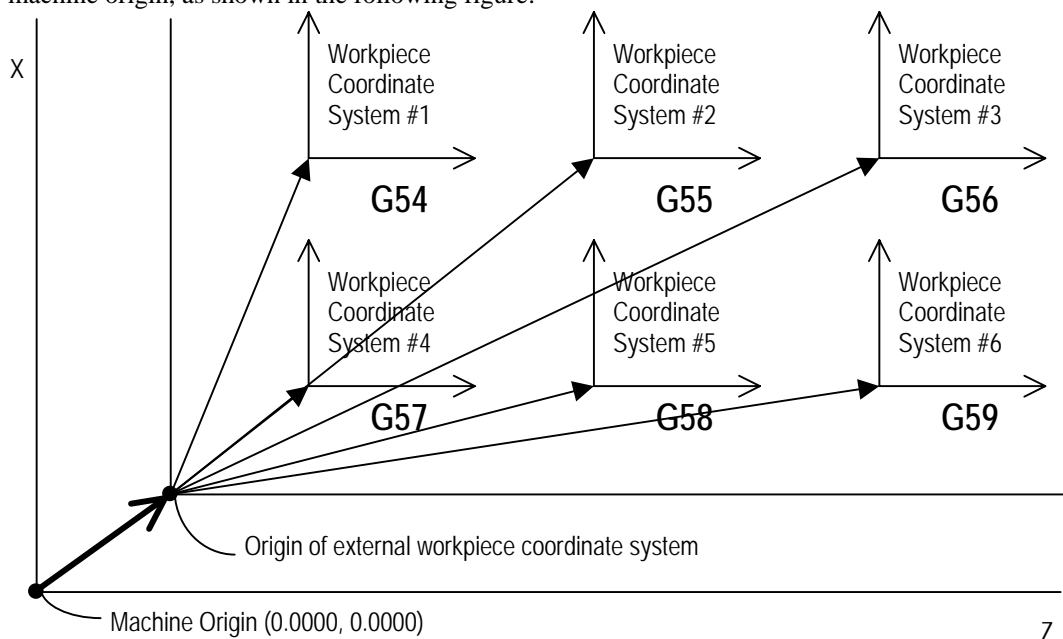 machine origin, as shown in the following figure:
X
Workpiece
Coordinate
System #1
Workpiece
Coordinate
System #2
Workpiece
Coordinate
System #3
G54
G55
G56
Workpiece
Coordinate
System #4
Workpiece
Coordinate
System #5
Workpiece
Coordinate
System #6
G57
G58
G59
Origin of external workpiece coordinate system
Machine Origin (0.0000, 0.0000)